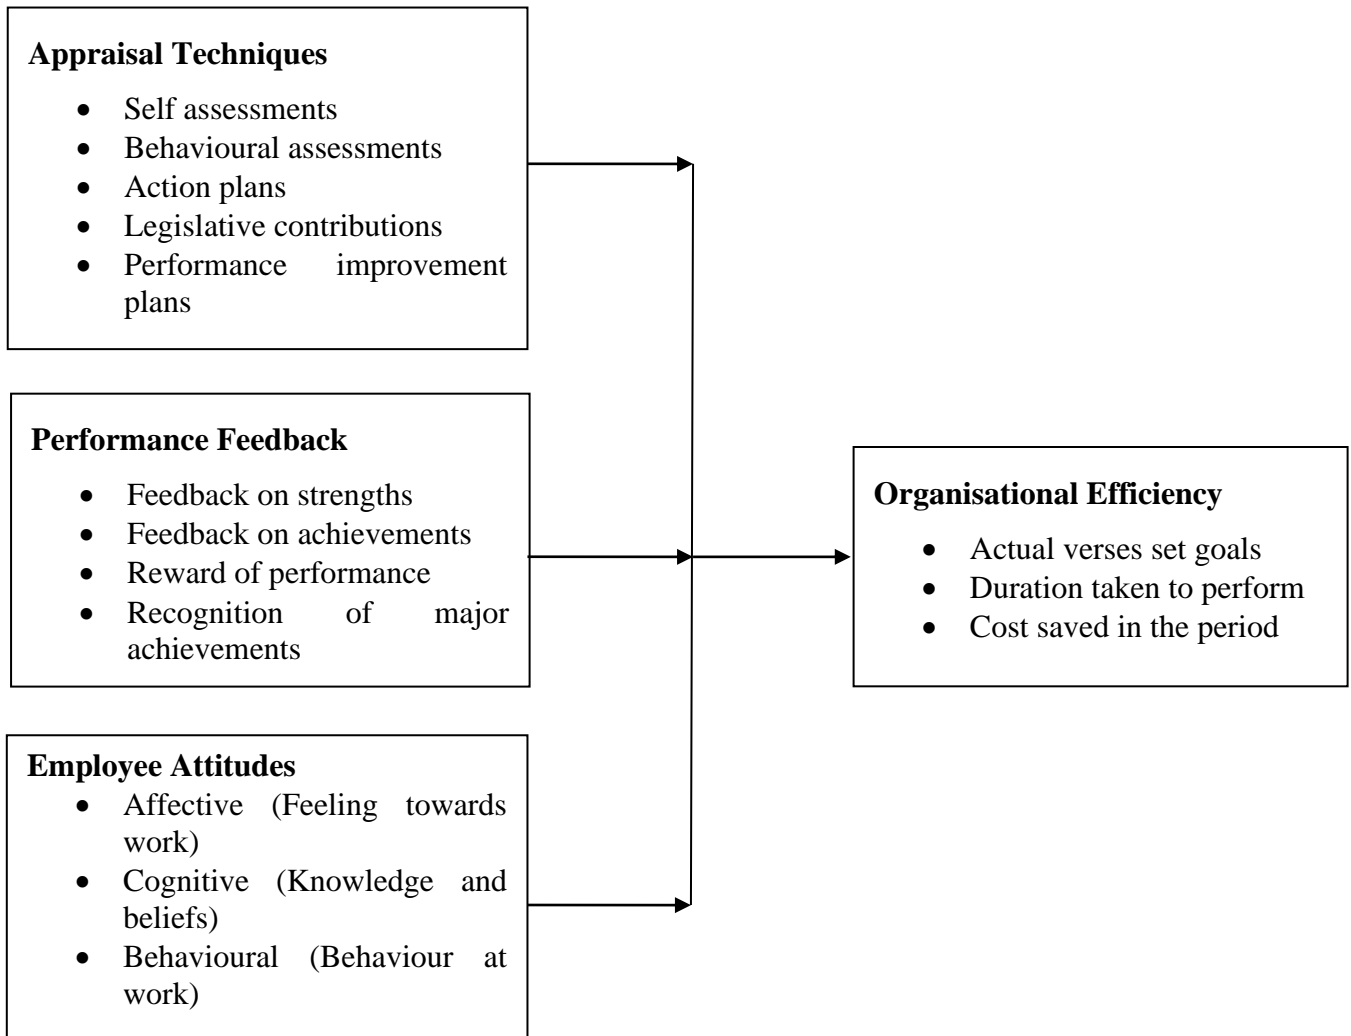 Appraisal Techniques
• Self assessments
• Behavioural assessments
• Action plans
• Legislative contributions
• Performance improvement
plans
Performance Feedback
• Feedback on strengths
• Feedback on achievements
• Reward of performance
• Recognition of major
achievements
Organisational Efficiency
• Actual verses set goals
• Duration taken to perform
• Cost saved in the period
Employee Attitudes
• Affective (Feeling towards
work)
• Cognitive (Knowledge and
beliefs)
• Behavioural (Behaviour at
work)